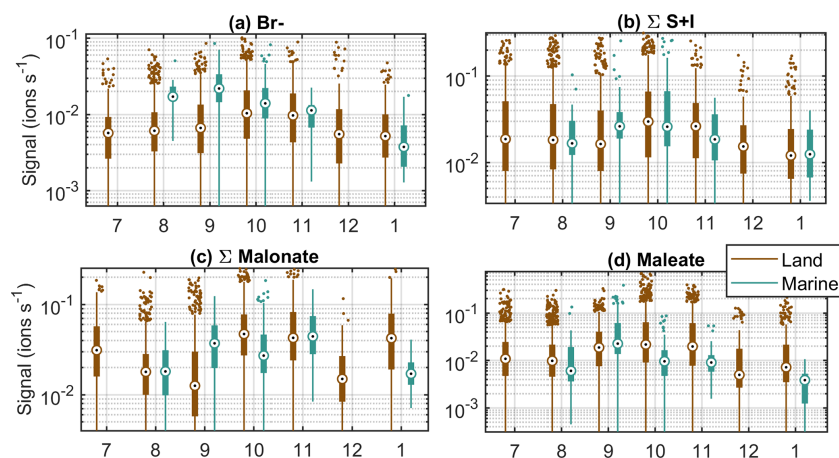 (a) Br-
(b) Σ S+I
Signal (ions s⁻¹)
10⁻¹
10⁻²
10⁻³
7 8 9 10 11 12 1
10⁻¹
10⁻²
7 8 9 10 11 12 1
(c) Σ Malonate
(d) Maleate
Land
Marine
Signal (ions s⁻¹)
10⁻¹
10⁻²
7 8 9 10 11 12 1
10⁻¹
10⁻²
10⁻³
7 8 9 10 11 12 1